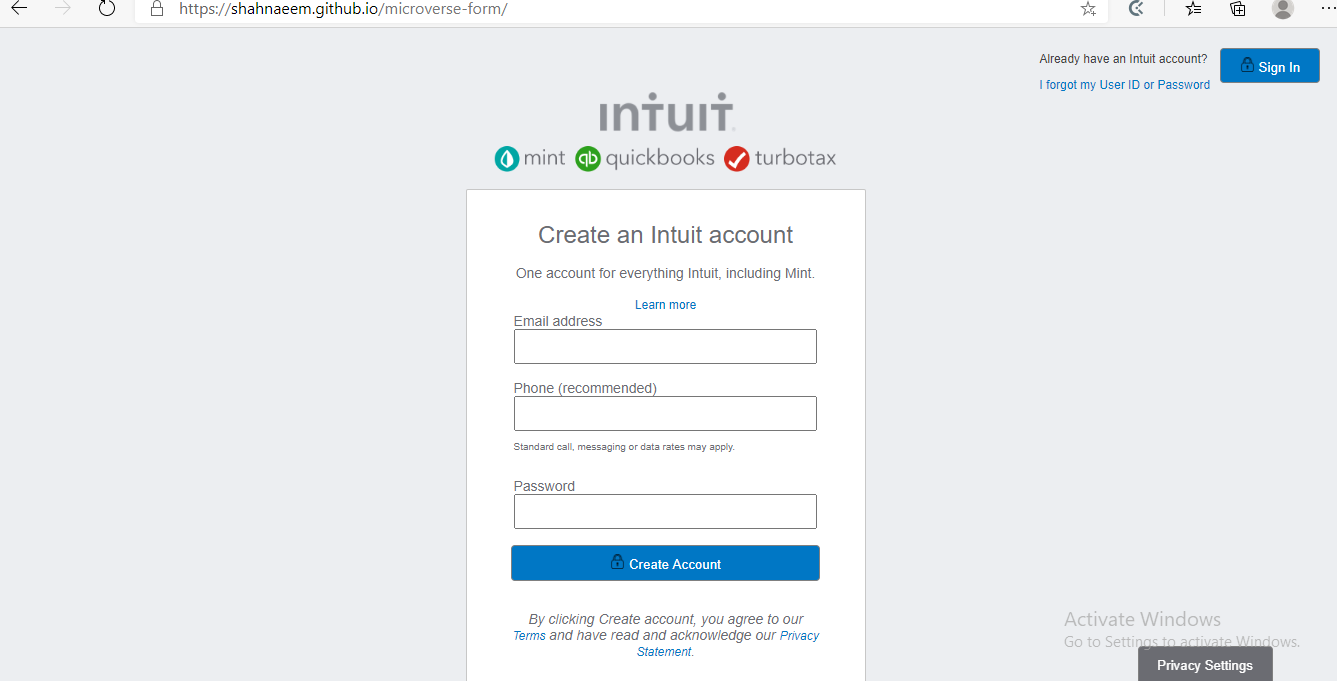 https://shahnaeem.github.io/microverse-form/
Already have an Intuit account?
Sign In
I forgot my User ID or Password
intuit
mint qb quickbooks turbotax
Create an Intuit account
One account for everything Intuit, including Mint.
Learn more
Email address
Phone (recommended)
Standard call, messaging or data rates may apply.
Password
Create Account
By clicking Create account, you agree to our
Terms and have read and acknowledge our Privacy
Statement.
Activate Windows
Go to Settings to activate Windows.
Privacy Settings